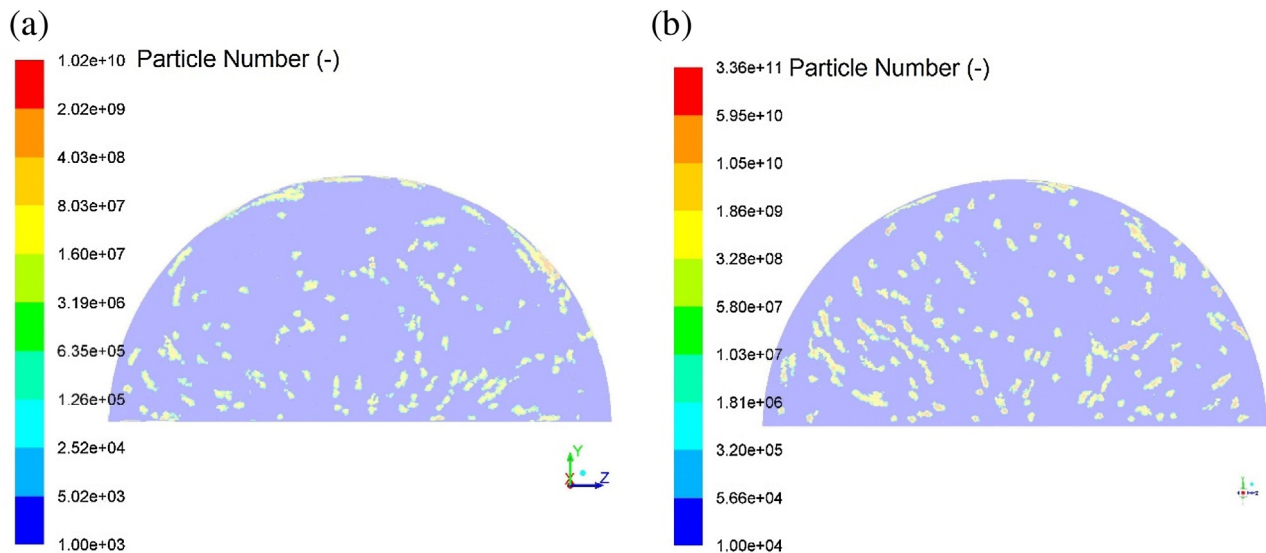 (a)
Particle Number (-)
1.02e+10
2.02e+09
4.03e+08
8.03e+07
1.60e+07
3.19e+06
6.35e+05
1.26e+05
2.52e+04
5.02e+03
1.00e+03
Y
X
Z
(b)
Particle Number (-)
3.36e+11
5.95e+10
1.05e+10
1.86e+09
3.28e+08
5.80e+07
1.03e+07
1.81e+06
3.20e+05
5.66e+04
1.00e+04